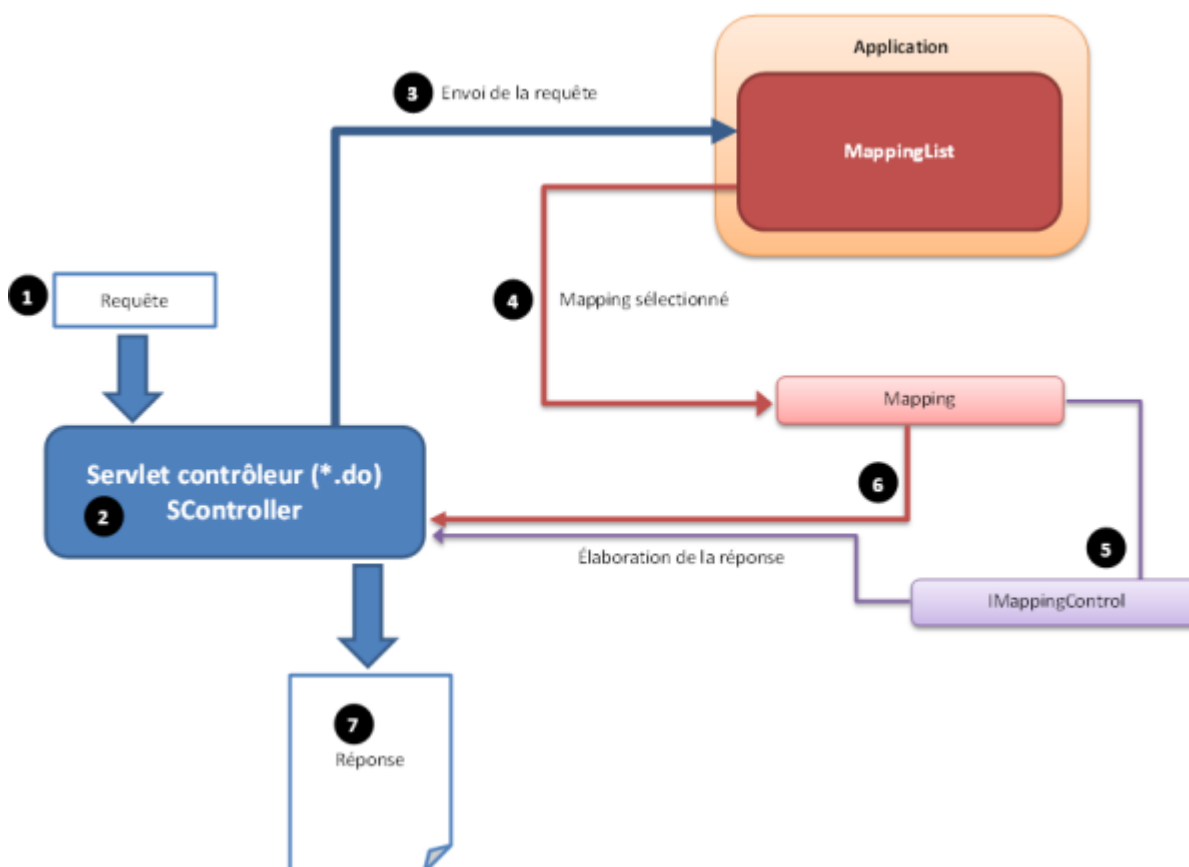 Application
3 Envoi de la requête
MappingList
1 Requête
4 Mapping sélectionné
Mapping
Servlet contrôleur (*.do)
SController
2
6
Élaboration de la réponse
5
IMappingControl
7
Réponse